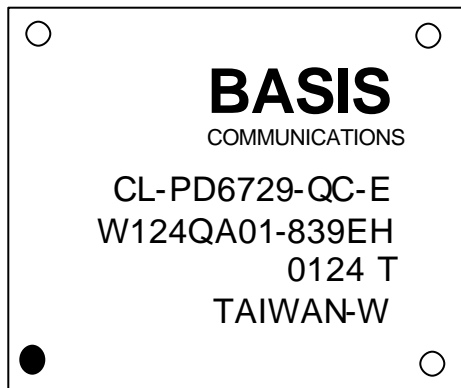 BASIS
COMMUNICATIONS
CL-PD6729-QC-E
W124QA01-839EH
0124 T
TAIWAN-W